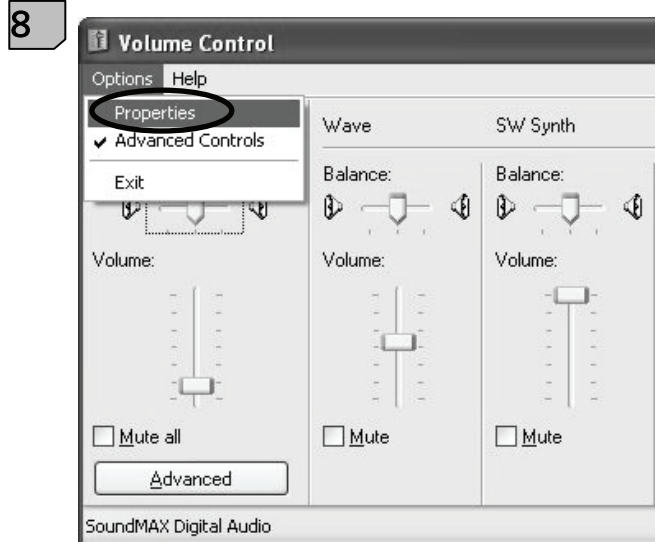 8
Volume Control
Options Help
Properties
✔ Advanced Controls
Exit
Wave SW Synth
Balance: Balance:
Volume: Volume: Volume:
Mute all Mute Mute
Advanced
SoundMAX Digital Audio